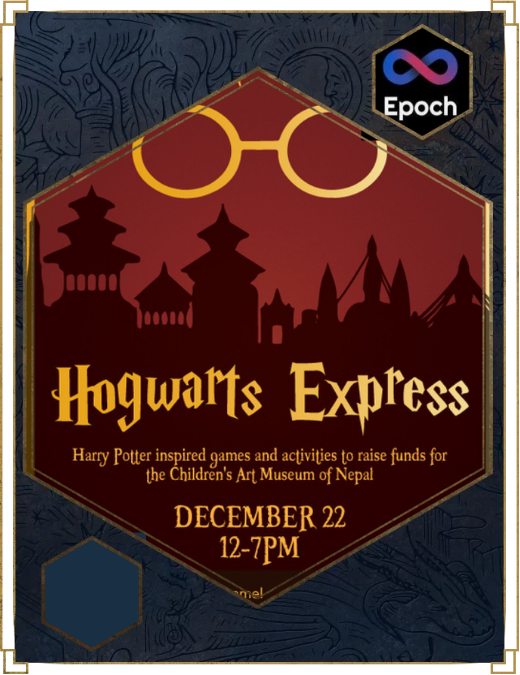 Epoch
Hogwarts Express
Harry Potter inspired games and activities to raise funds for
the Children's Art Museum of Nepal
DECEMBER 22
12-7PM